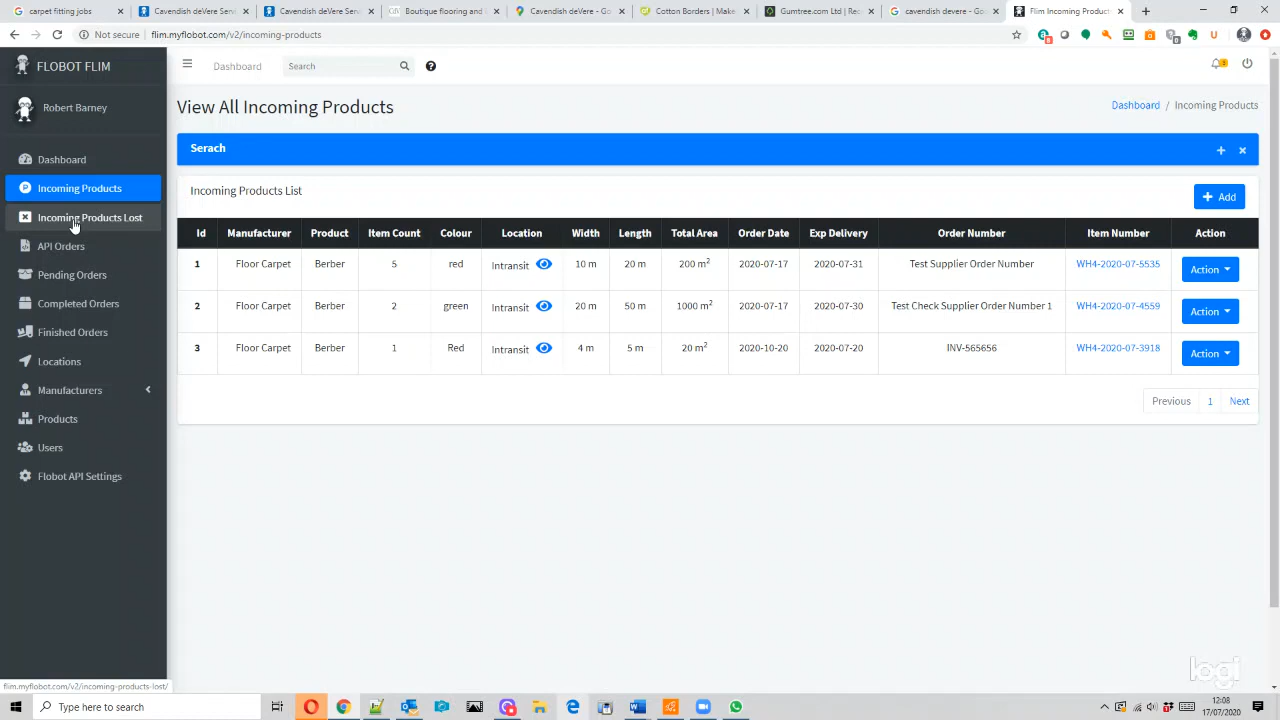 carpet fitting jobs
Cavendish deVere Serv
Cavendish deVere Serv
Boutique flooring and
Cavendish deVere - Go
Cotton Borders | Make
Gumtree.com Ltd | Rec
cavendish devere - Go
Flim Incoming Product
Not secure
flim.myflobot.com/v2/incoming-products
FLOBOT FLIM
Dashboard
Search
Robert Barney
View All Incoming Products
Dashboard / Incoming Products
Dashboard
Incoming Products
Incoming Products Lost
API Orders
Pending Orders
Completed Orders
Finished Orders
Locations
Manufacturers
Products
Users
Flobot API Settings
Serach
Incoming Products List
Add
Id Manufacturer Product Item Count Colour Location Width Length Total Area Order Date Exp Delivery Order Number Item Number Action
1 Floor Carpet Berber 5 red Intransit 10 m 20 m 200 m² 2020-07-17 2020-07-31 Test Supplier Order Number WH4-2020-07-5535 Action
2 Floor Carpet Berber 2 green Intransit 20 m 50 m 1000 m² 2020-07-17 2020-07-30 Test Check Supplier Order Number 1 WH4-2020-07-4559 Action
3 Floor Carpet Berber 1 Red Intransit 4 m 5 m 20 m² 2020-10-20 2020-07-20 INV-565656 WH4-2020-07-3918 Action
Previous 1 Next
logi
flim.myflobot.com/v2/incoming-products-lost/
Type here to search
12:08
17/07/2020